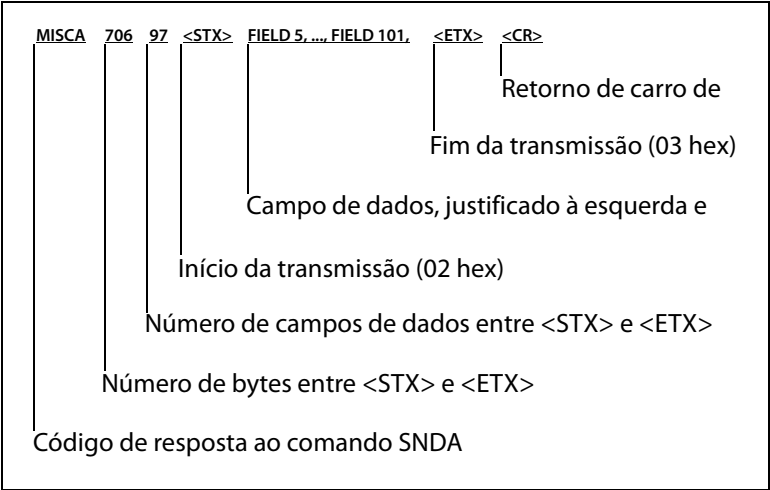 MISCA 706 97 <STX> FIELD 5, ..., FIELD 101, <ETX> <CR>
Retorno de carro de
Fim da transmissão (03 hex)
Campo de dados, justificado à esquerda e
Início da transmissão (02 hex)
Número de campos de dados entre <STX> e <ETX>
Número de bytes entre <STX> e <ETX>
Código de resposta ao comando SNDA